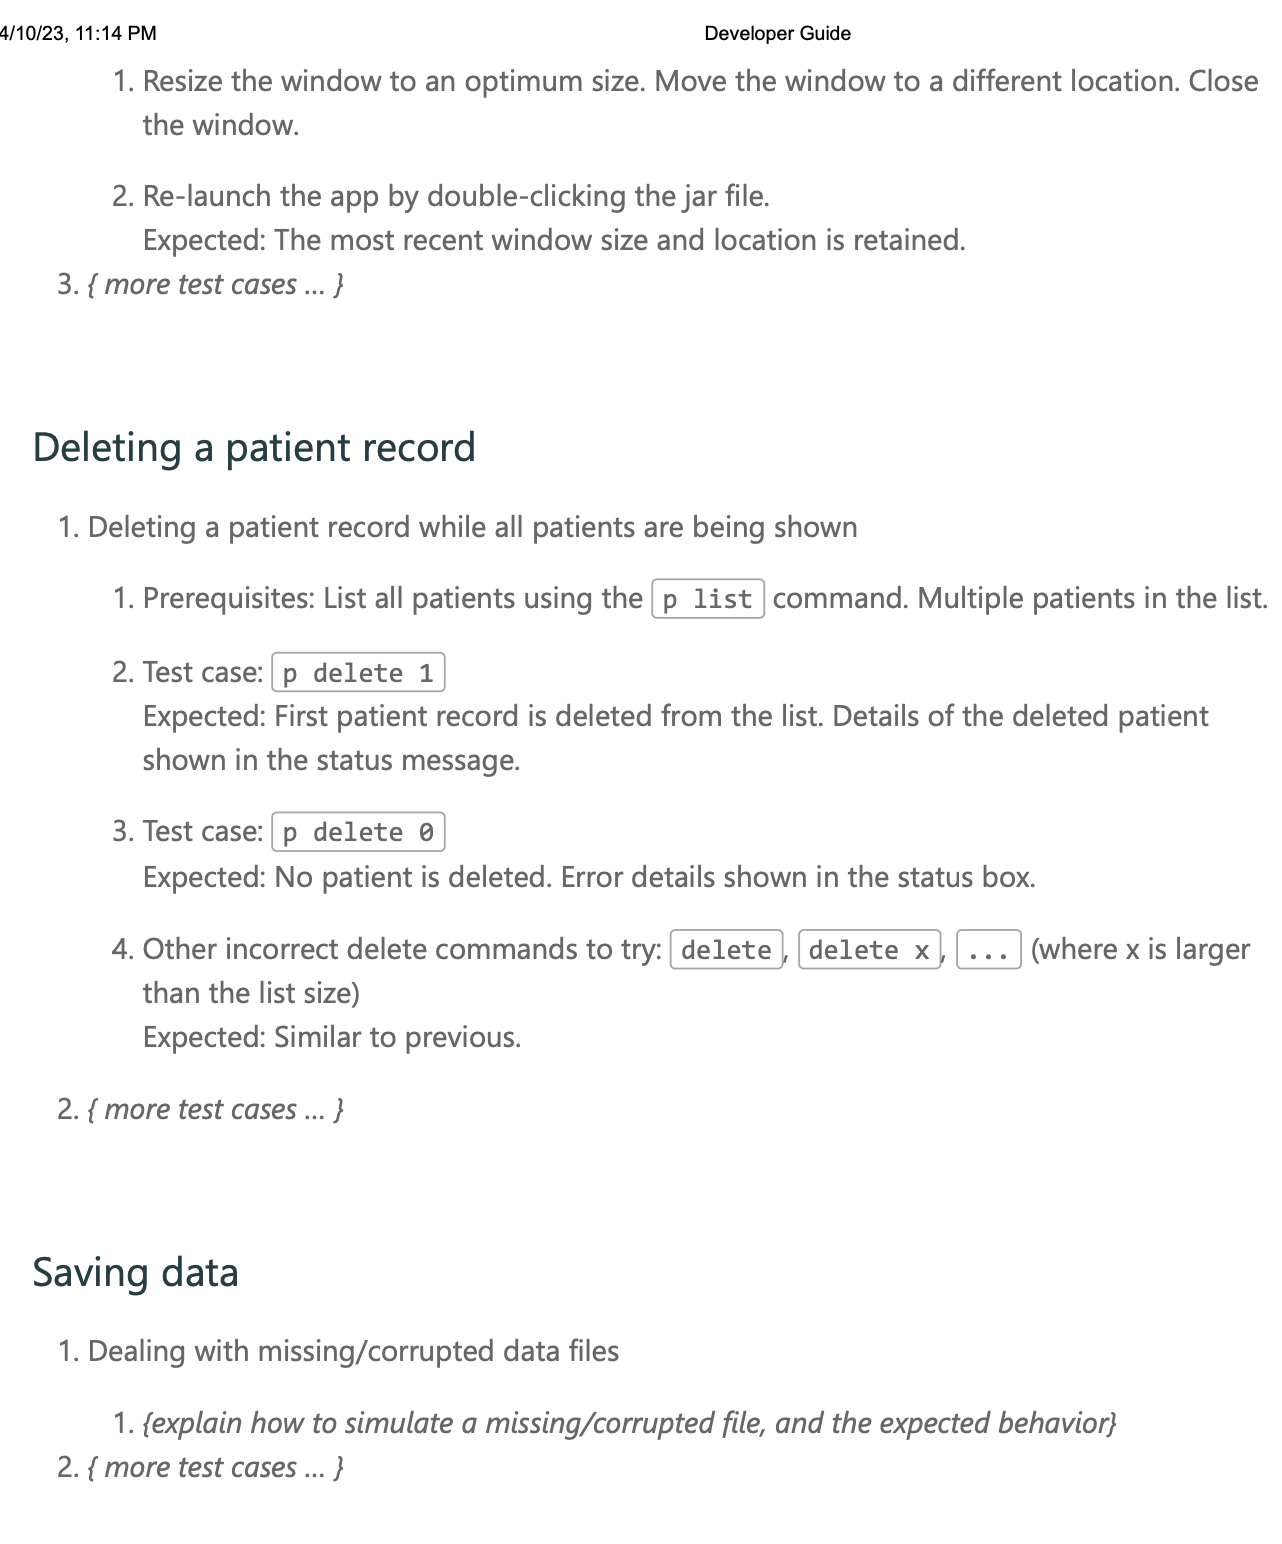 4/10/23, 11:14 PM Developer Guide
1. Resize the window to an optimum size. Move the window to a different location. Close
the window.
2. Re-launch the app by double-clicking the jar file.
Expected: The most recent window size and location is retained.
3. { more test cases … }
Deleting a patient record
1. Deleting a patient record while all patients are being shown
1. Prerequisites: List all patients using the p list command. Multiple patients in the list.
2. Test case: p delete 1
Expected: First patient record is deleted from the list. Details of the deleted patient
shown in the status message.
3. Test case: p delete 0
Expected: No patient is deleted. Error details shown in the status box.
4. Other incorrect delete commands to try: delete, delete x, ... (where x is larger
than the list size)
Expected: Similar to previous.
2. { more test cases … }
Saving data
1. Dealing with missing/corrupted data files
1. {explain how to simulate a missing/corrupted file, and the expected behavior}
2. { more test cases … }